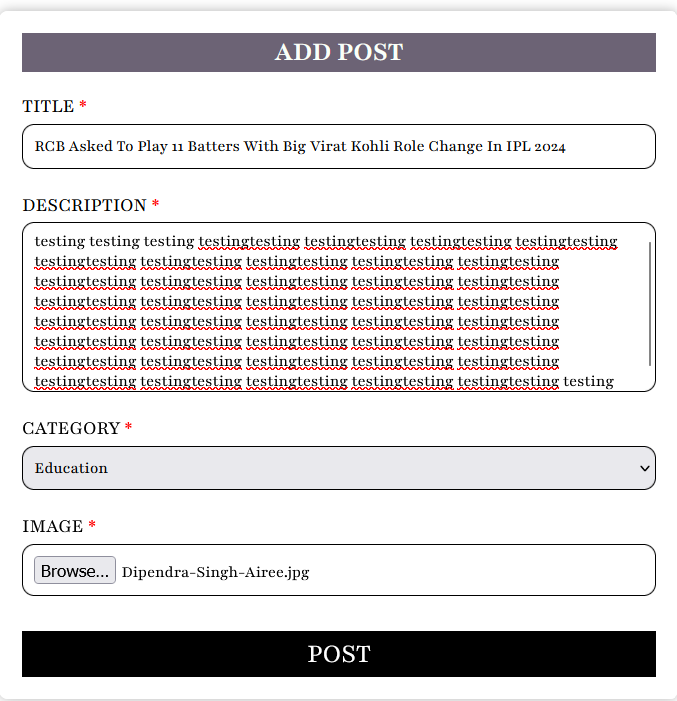 ADD POST
TITLE *
RCB Asked To Play 11 Batters With Big Virat Kohli Role Change In IPL 2024
DESCRIPTION *
testing testing testing testingtesting testingtesting testingtesting testingtesting
testingtesting testingtesting testingtesting testingtesting testingtesting
testingtesting testingtesting testingtesting testingtesting testingtesting
testingtesting testingtesting testingtesting testingtesting testingtesting
testingtesting testingtesting testingtesting testingtesting testingtesting
testingtesting testingtesting testingtesting testingtesting testingtesting
testingtesting testingtesting testingtesting testingtesting testingtesting
testingtesting testingtesting testingtesting testingtesting testingtesting testing
CATEGORY *
Education
IMAGE *
Browse... Dipendra-Singh-Airee.jpg
POST